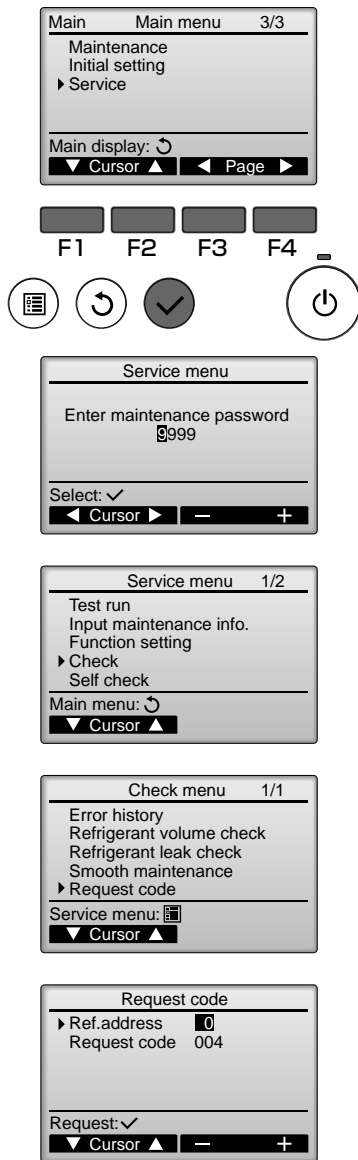 Main Main menu 3/3
Maintenance
Initial setting
Service
Main display:
▼ Cursor ▲ ◀ Page ▶
F1 F2 F3 F4
Service menu
Enter maintenance password
9999
Select: ✓
◀ Cursor ▶ − +
Service menu 1/2
Test run
Input maintenance info.
Function setting
Check
Self check
Main menu:
▼ Cursor ▲
Check menu 1/1
Error history
Refrigerant volume check
Refrigerant leak check
Smooth maintenance
Request code
Service menu:
▼ Cursor ▲
Request code
Ref.address 0
Request code 004
Request: ✓
▼ Cursor ▲ − +